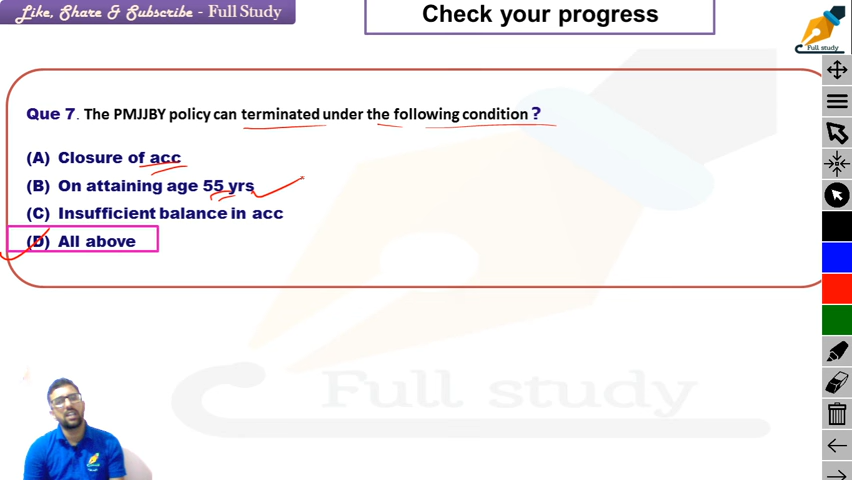 Like, Share & Subscribe - Full Study
Check your progress
Full study
Que 7. The PMJJBY policy can terminated under the following condition ?
(A) Closure of acc
(B) On attaining age 55 yrs
(C) Insufficient balance in acc
(D) All above
Full study